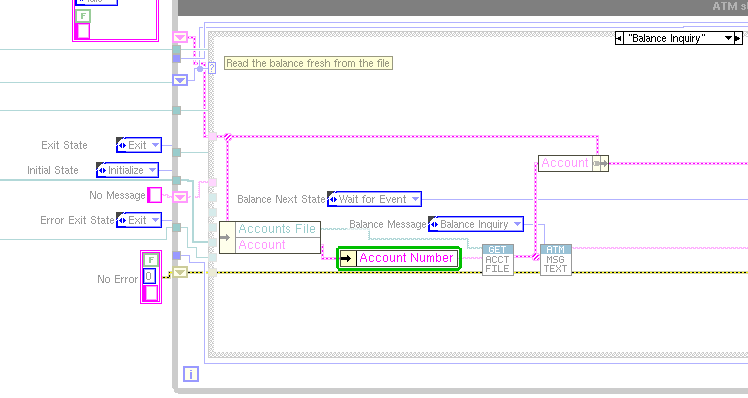 ATM s
F
"Balance Inquiry"
Read the balance fresh from the file
?
Exit State
Exit
Account
Initial State
Initialize
No Message
Balance Next State
Wait for Event
Error Exit State
Exit
Accounts File
Account
Balance Message
Balance Inquiry
Account Number
GET
ACCT
FILE
ATM
MSG
TEXT
No Error
F
0
i